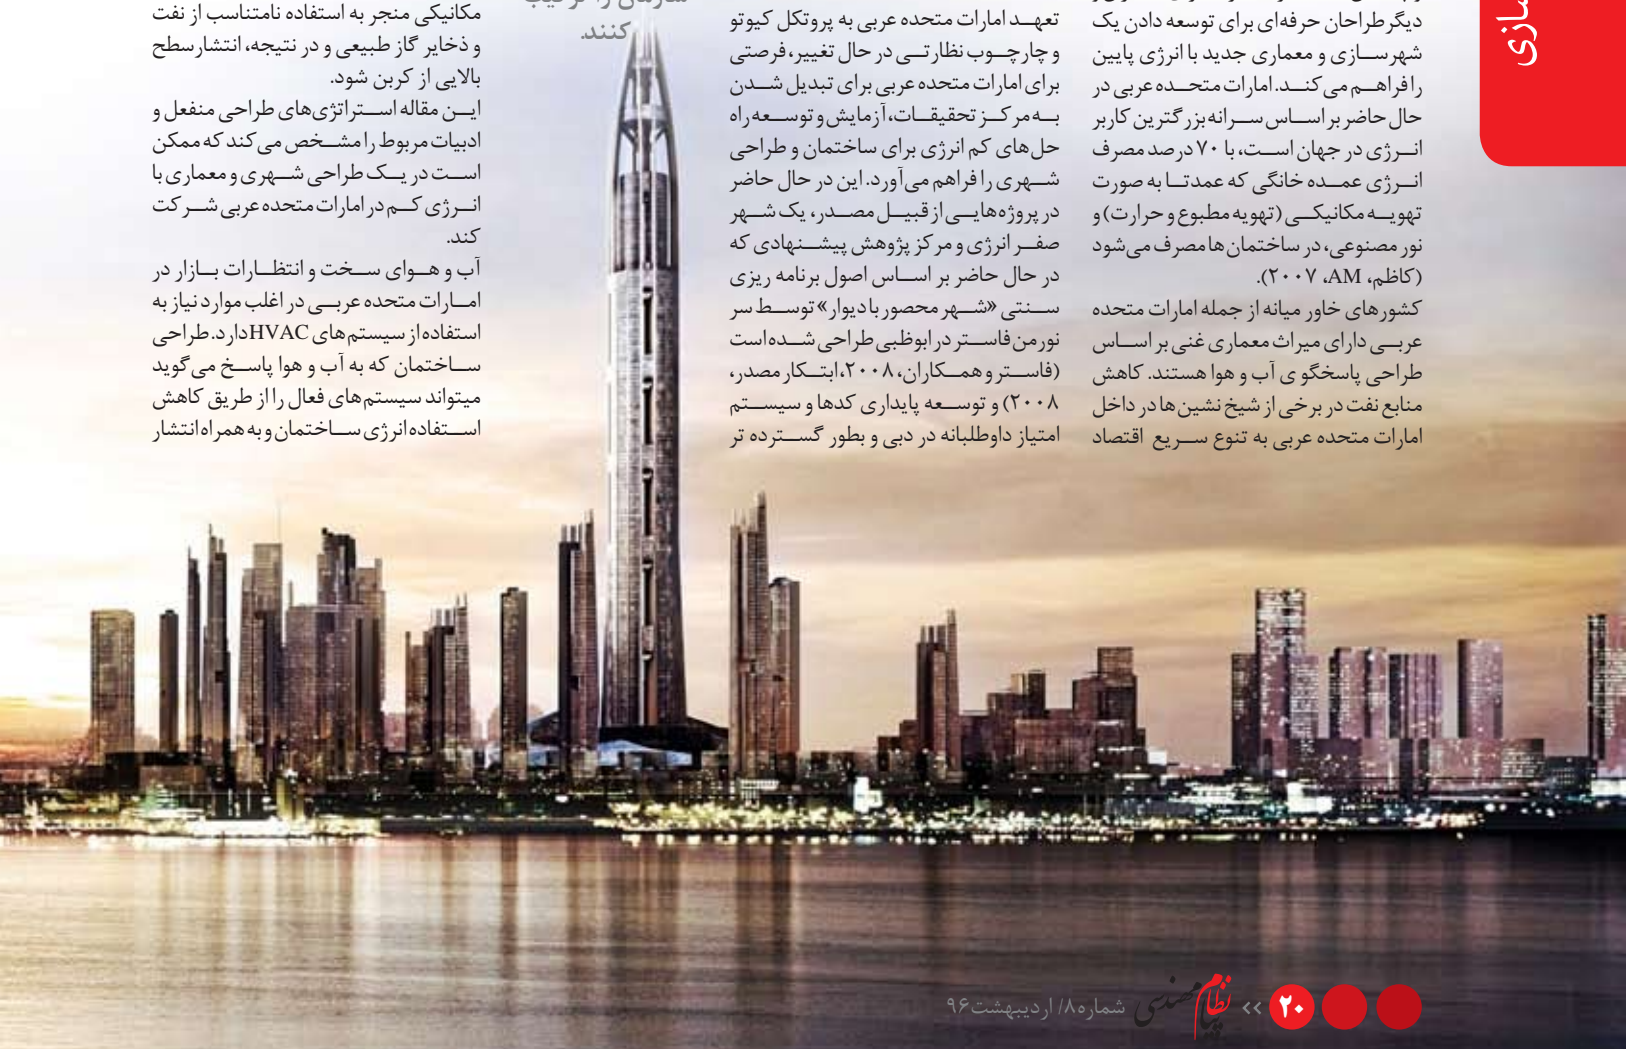 دیگر طراحان حرفه‌ای برای توسعه دادن یک
شهرسازی و معماری جدید با انرژی پایین
را فراهم می‌کند. امارات متحده عربی در
حال حاضر بر اساس سرانه بزرگترین کاربر
انرژی در جهان است، با ۷۰ درصد مصرف
انرژی عمده خانگی که عمدتا به صورت
تهویه مکانیکی (تهویه مطبوع و حرارت) و
نور مصنوعی، در ساختمان ها مصرف می‌شود
(کاظم، AM، ۲۰۰۷).
کشورهای خاور میانه از جمله امارات متحده
عربی دارای میراث معماری غنی بر اساس
طراحی پاسخگو ی آب و هوا هستند. کاهش
منابع نفت در برخی از شیخ نشین ها در داخل
امارات متحده عربی به تنوع سریع اقتصاد
تعهد امارات متحده عربی به پروتکل کیوتو
و چارچوب نظارتی در حال تغییر، فرصتی
برای امارات متحده عربی برای تبدیل شدن
به مرکز تحقیقات، آزمایش و توسعه راه
حل‌های کم انرژی برای ساختمان و طراحی
شهری را فراهم می‌آورد. این در حال حاضر
در پروژه‌هایی از قبیل مصدر، یک شهر
صفر انرژی و مرکز پژوهش پیشنهادی که
در حال حاضر بر اساس اصول برنامه ریزی
سنتی «شهر محصور با دیوار» توسط سر
نورمن فاستر در ابوظبی طراحی شده است
(فاستر و همکاران، ۲۰۰۸، ابتکار مصدر،
۲۰۰۸) و توسعه پایداری کدها و سیستم
امتیاز داوطلبانه در دبی و بطور گسترده تر
سازمان را ترکیب
کنند.
مکانیکی منجر به استفاده نامتناسب از نفت
و ذخایر گاز طبیعی و در نتیجه، انتشار سطح
بالایی از کربن شود.
این مقاله استراتژی‌های طراحی منفعل و
ادبیات مربوط را مشخص می‌کند که ممکن
است در یک طراحی شهری و معماری با
انرژی کم در امارات متحده عربی شرکت
کند.
آب و هوای سخت و انتظارات بازار در
امارات متحده عربی در اغلب موارد نیاز به
استفاده از سیستم های HVAC دارد. طراحی
ساختمان که به آب و هوا پاسخ می‌گوید
میتواند سیستم‌های فعال را از طریق کاهش
استفاده انرژی ساختمان و به همراه انتشار
۲۰ >> پیام نظام مهندسی شماره۸/ اردیبهشت۹۶